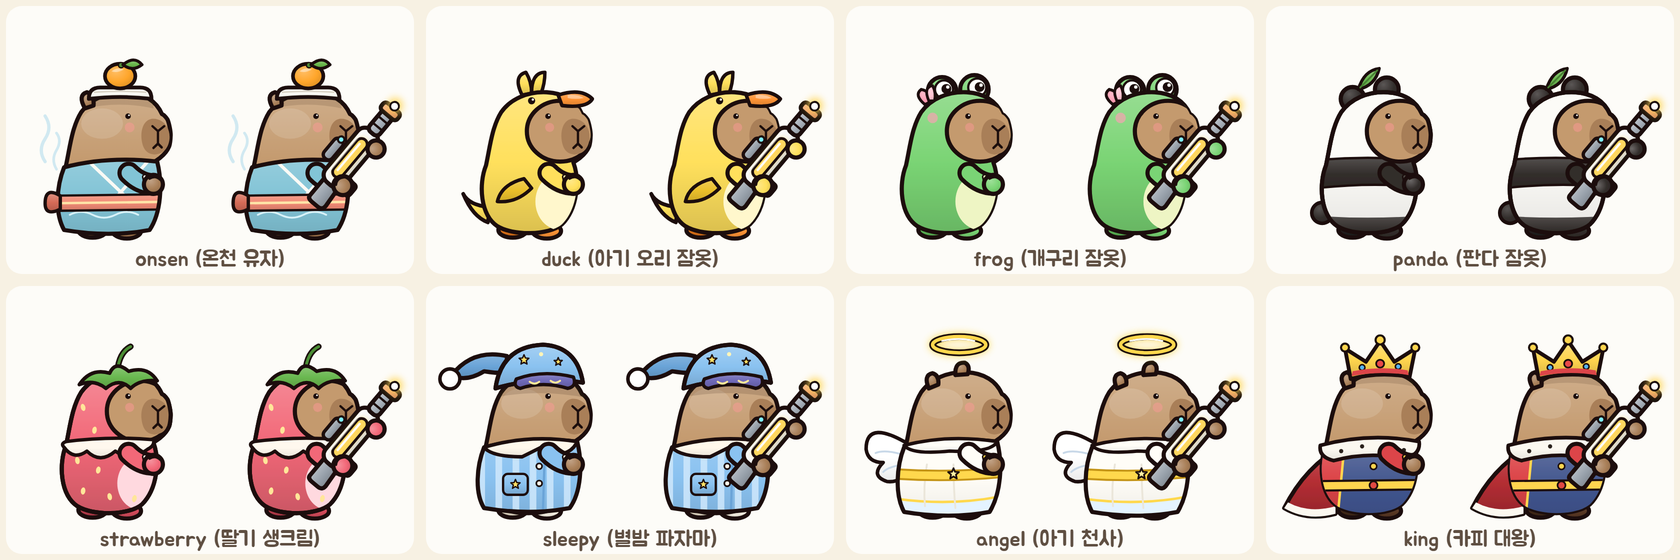 onsen (온천 유자)
duck (아기 오리 잠옷)
frog (개구리 잠옷)
panda (판다 잠옷)
strawberry (딸기 생크림)
sleepy (별밤 파자마)
angel (아기 천사)
king (카피 대왕)